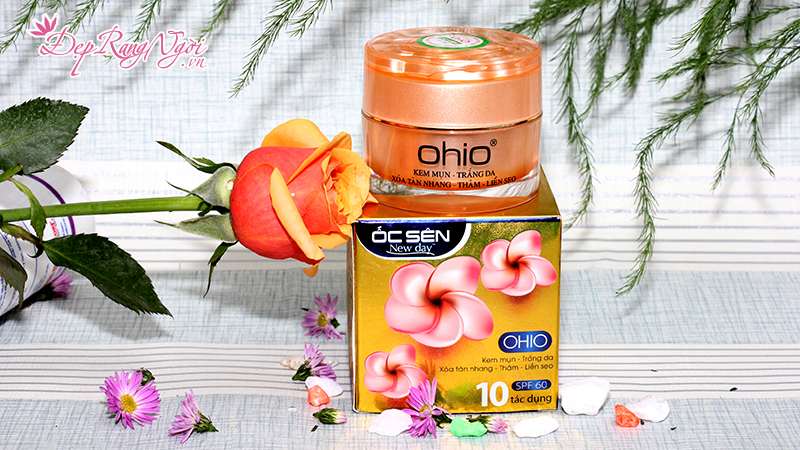 ĐẹpRạngNgời
.vn
ohio®
KEM MỤN - TRẮNG DA
XÓA TÀN NHANG - THÂM - LIỀN SẸO
ỐC SÊN
New day
OHIO
Kem mụn - Trắng da
Xóa tàn nhang - Thâm - Liền sẹo
10 SPF 60
tác dụng